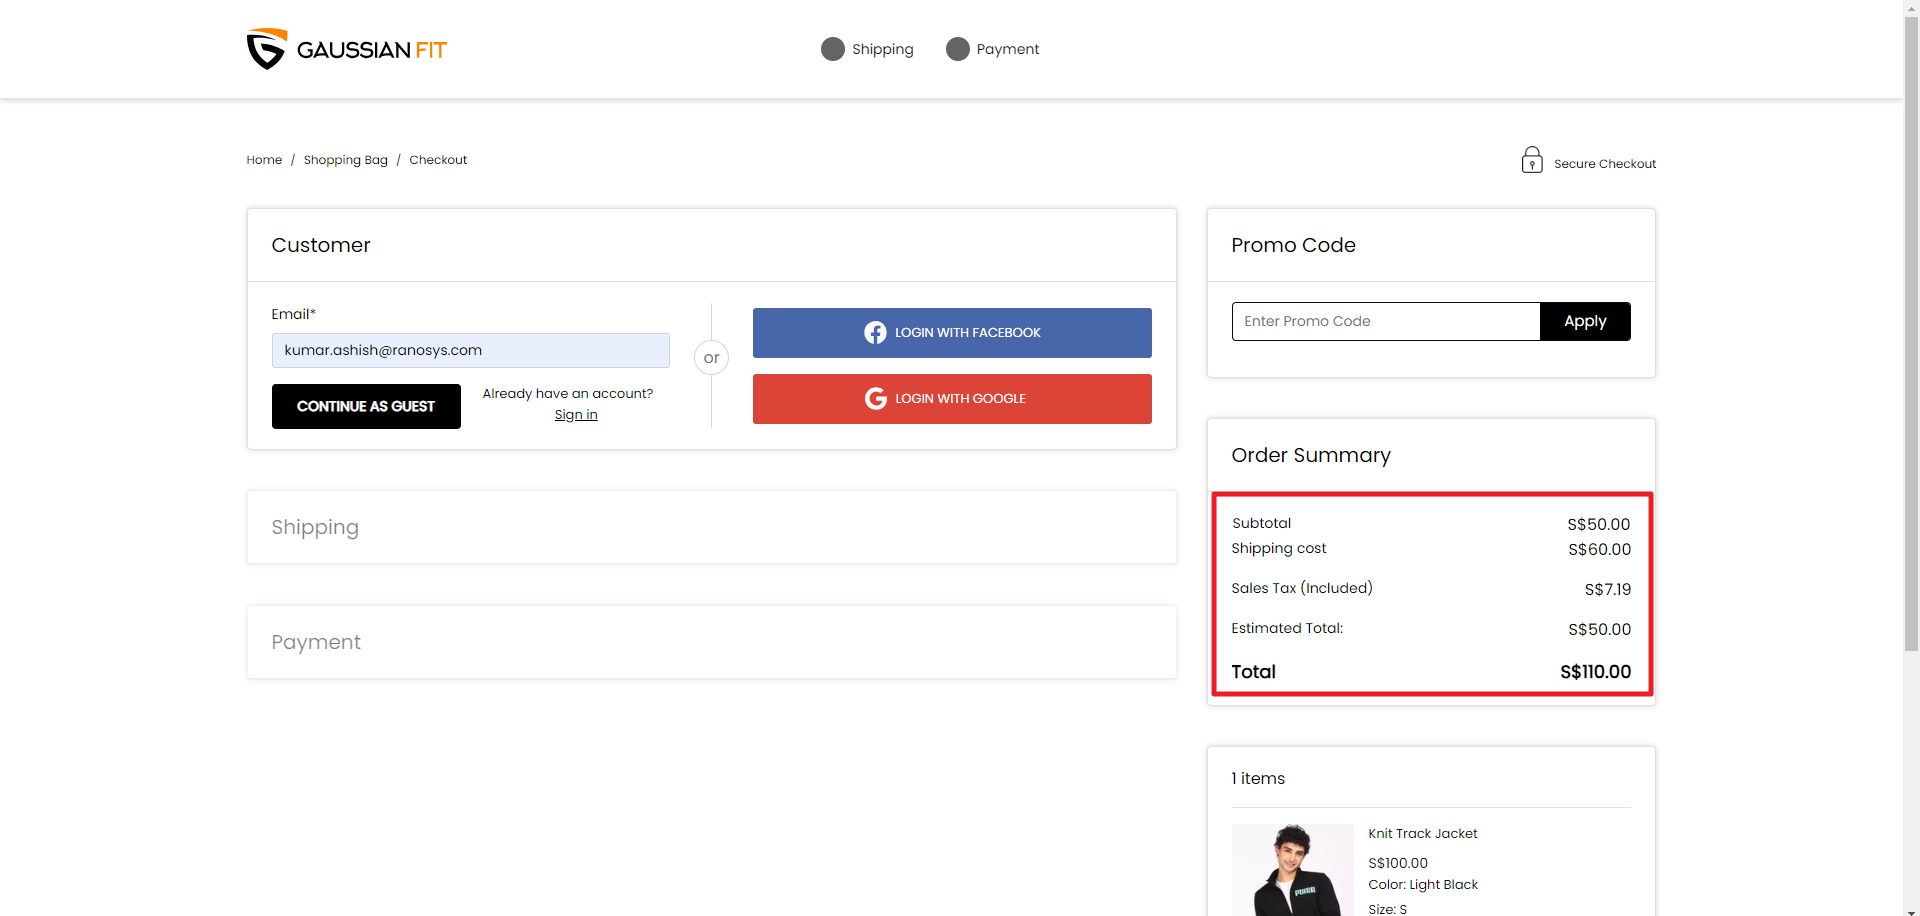 GAUSSIAN FIT
Shipping
Payment
Home / Shopping Bag / Checkout
Secure Checkout
Customer
Email*
kumar.ashish@ranosys.com
CONTINUE AS GUEST
Already have an account?
Sign in
or
LOGIN WITH FACEBOOK
LOGIN WITH GOOGLE
Shipping
Payment
Promo Code
Enter Promo Code
Apply
Order Summary
Subtotal S$50.00
Shipping cost S$60.00
Sales Tax (Included) S$7.19
Estimated Total: S$50.00
Total S$110.00
1 items
PUMA
Knit Track Jacket
S$100.00
Color: Light Black
Size: S